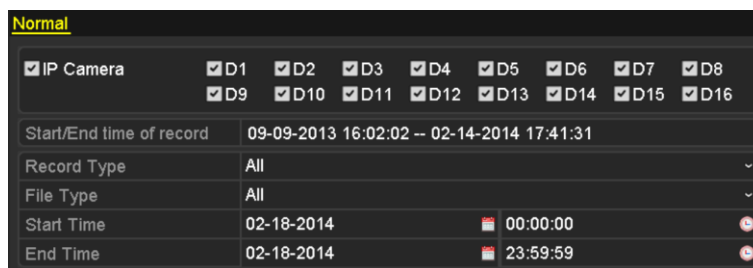 Normal
IP Camera D1 D2 D3 D4 D5 D6 D7 D8
D9 D10 D11 D12 D13 D14 D15 D16
Start/End time of record 09-09-2013 16:02:02 -- 02-14-2014 17:41:31
Record Type All
File Type All
Start Time 02-18-2014 00:00:00
End Time 02-18-2014 23:59:59